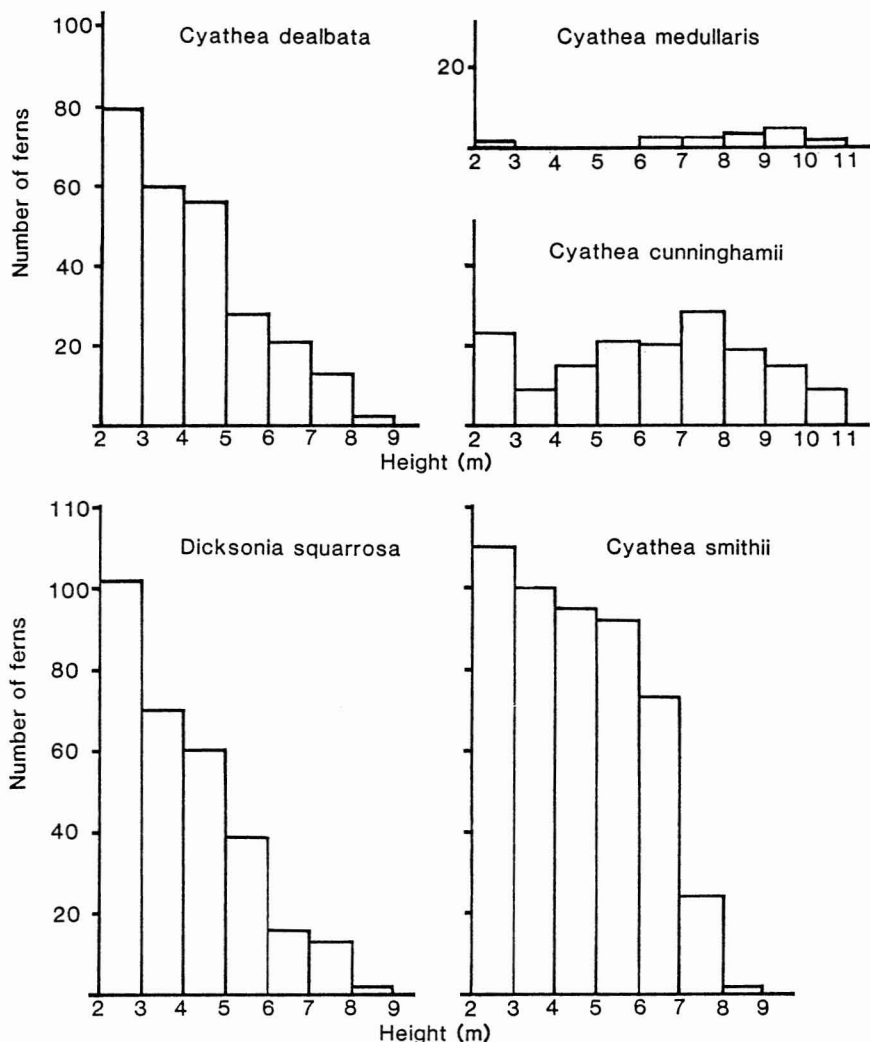 Cyathea dealbata
Number of ferns
100
80
60
40
20
2 3 4 5 6 7 8 9
Cyathea medullaris
20
2 3 4 5 6 7 8 9 10 11
Cyathea cunninghamii
2 3 4 5 6 7 8 9 10 11
Height (m)
Dicksonia squarrosa
Number of ferns
110
100
80
60
40
20
2 3 4 5 6 7 8 9
Cyathea smithii
2 3 4 5 6 7 8 9
Height (m)